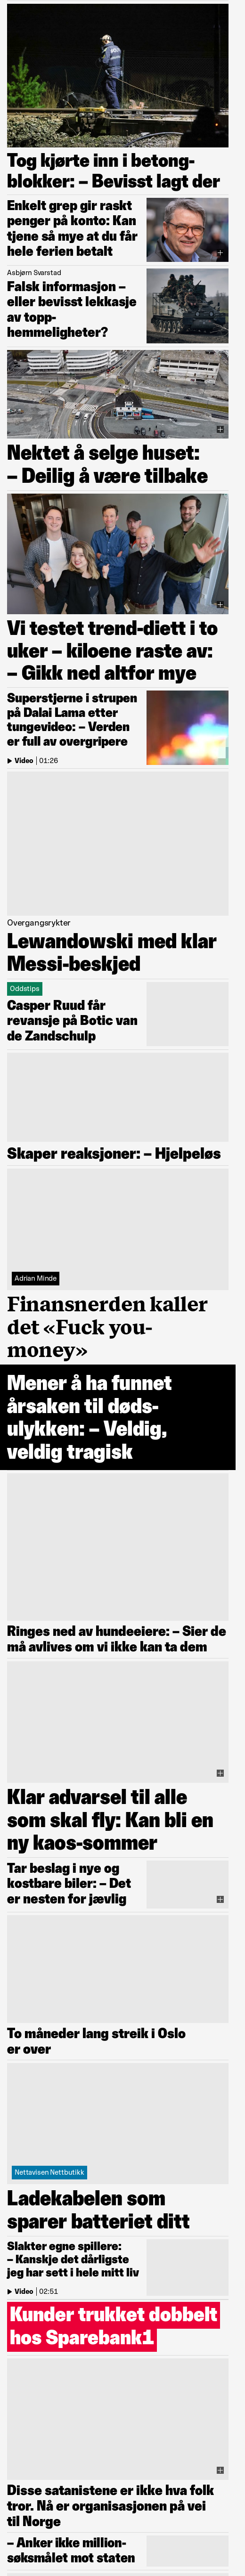 Tog kjørte inn i betong-
blokker: – Bevisst lagt der
Enkelt grep gir raskt
penger på konto: Kan
tjene så mye at du får
hele ferien betalt
Asbjørn Svarstad
Falsk informasjon –
eller bevisst lekkasje
av topp-
hemmeligheter?
Nektet å selge huset:
– Deilig å være tilbake
Vi testet trend-diett i to
uker – kiloene raste av:
– Gikk ned altfor mye
Superstjerne i strupen
på Dalai Lama etter
tungevideo: – Verden
er full av overgripere
Video | 01:26
Overgangsrykter
Lewandowski med klar
Messi-beskjed
Oddstips
Casper Ruud får
revansje på Botic van
de Zandschulp
Skaper reaksjoner: – Hjelpeløs
Adrian Minde
Finansnerden kaller
det «Fuck you-
money»
Mener å ha funnet
årsaken til døds-
ulykken: – Veldig,
veldig tragisk
Ringes ned av hundeeiere: – Sier de
må avlives om vi ikke kan ta dem
Klar advarsel til alle
som skal fly: Kan bli en
ny kaos-sommer
Tar beslag i nye og
kostbare biler: – Det
er nesten for jævlig
To måneder lang streik i Oslo
er over
Nettavisen Nettbutikk
Ladekabelen som
sparer batteriet ditt
Slakter egne spillere:
– Kanskje det dårligste
jeg har sett i hele mitt liv
Video | 02:51
Kunder trukket dobbelt
hos Sparebank1
Disse satanistene er ikke hva folk
tror. Nå er organisasjonen på vei
til Norge
– Anker ikke million-
søksmålet mot staten